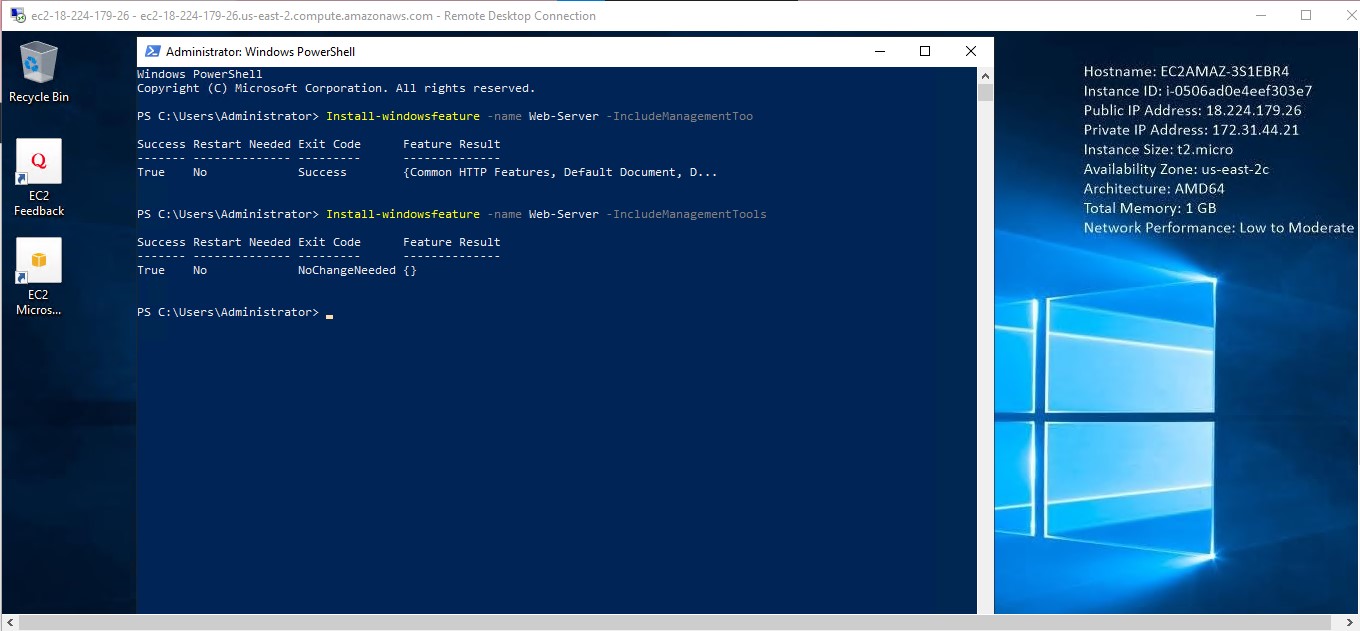 ec2-18-224-179-26 - ec2-18-224-179-26.us-east-2.compute.amazonaws.com - Remote Desktop Connection
Recycle Bin
Q
EC2
Feedback
EC2
Micros...
Administrator: Windows PowerShell
Windows PowerShell
Copyright (C) Microsoft Corporation. All rights reserved.
PS C:\Users\Administrator> Install-windowsfeature -name Web-Server -IncludeManagementToo
Success Restart Needed Exit Code      Feature Result
------- -------------- ---------      --------------
True    No             Success        {Common HTTP Features, Default Document, D...
PS C:\Users\Administrator> Install-windowsfeature -name Web-Server -IncludeManagementTools
Success Restart Needed Exit Code      Feature Result
------- -------------- ---------      --------------
True    No             NoChangeNeeded {}
PS C:\Users\Administrator> _
Hostname: EC2AMAZ-3S1EBR4
Instance ID: i-0506ad0e4eef303e7
Public IP Address: 18.224.179.26
Private IP Address: 172.31.44.21
Instance Size: t2.micro
Availability Zone: us-east-2c
Architecture: AMD64
Total Memory: 1 GB
Network Performance: Low to Moderate